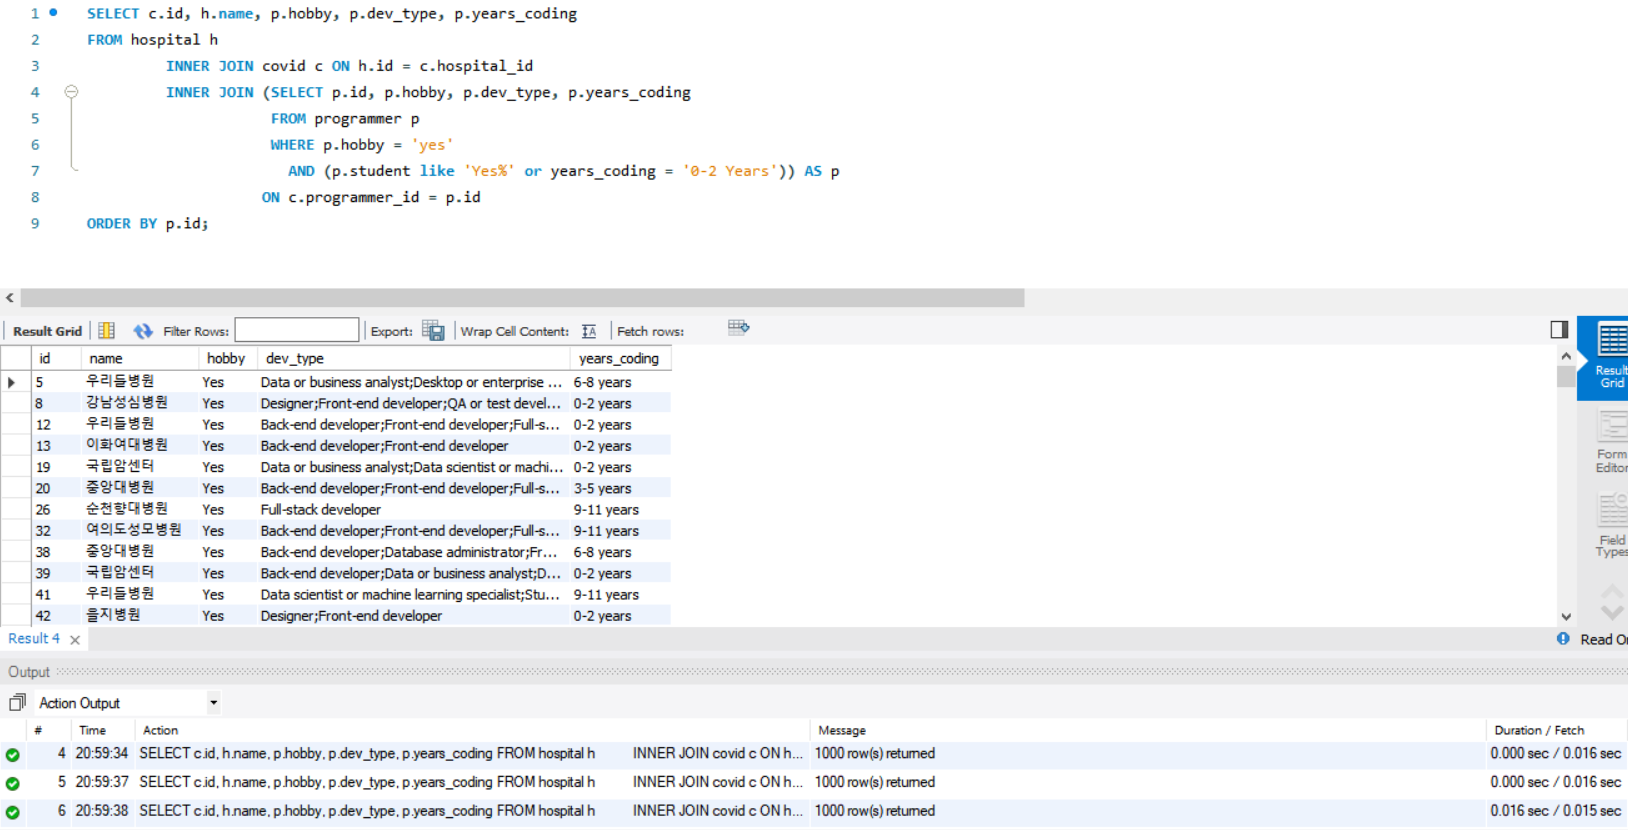 1 SELECT c.id, h.name, p.hobby, p.dev_type, p.years_coding
2 FROM hospital h
3 INNER JOIN covid c ON h.id = c.hospital_id
4 INNER JOIN (SELECT p.id, p.hobby, p.dev_type, p.years_coding
5 FROM programmer p
6 WHERE p.hobby = 'yes'
7 AND (p.student like 'Yes%' or years_coding = '0-2 Years')) AS p
8 ON c.programmer_id = p.id
9 ORDER BY p.id;
Result Grid Filter Rows: Export: Wrap Cell Content: Fetch rows:
id name hobby dev_type years_coding
5 우리들병원 Yes Data or business analyst;Desktop or enterprise ... 6-8 years
8 강남성심병원 Yes Designer;Front-end developer;QA or test devel... 0-2 years
12 우리들병원 Yes Back-end developer;Front-end developer;Full-s... 0-2 years
13 이화여대병원 Yes Back-end developer;Front-end developer 0-2 years
19 국립암센터 Yes Data or business analyst;Data scientist or machi... 0-2 years
20 중앙대병원 Yes Back-end developer;Front-end developer;Full-s... 3-5 years
26 순천향대병원 Yes Full-stack developer 9-11 years
32 여의도성모병원 Yes Back-end developer;Front-end developer;Full-s... 9-11 years
38 중앙대병원 Yes Back-end developer;Database administrator;Fr... 6-8 years
39 국립암센터 Yes Back-end developer;Data or business analyst;D... 0-2 years
41 우리들병원 Yes Data scientist or machine learning specialist;Stu... 9-11 years
42 을지병원 Yes Designer;Front-end developer 0-2 years
Result
Grid
Form
Editor
Field
Types
Result 4 Read O
Output
Action Output
# Time Action Message Duration / Fetch
4 20:59:34 SELECT c.id, h.name, p.hobby, p.dev_type, p.years_coding FROM hospital h INNER JOIN covid c ON h... 1000 row(s) returned 0.000 sec / 0.016 sec
5 20:59:37 SELECT c.id, h.name, p.hobby, p.dev_type, p.years_coding FROM hospital h INNER JOIN covid c ON h... 1000 row(s) returned 0.000 sec / 0.016 sec
6 20:59:38 SELECT c.id, h.name, p.hobby, p.dev_type, p.years_coding FROM hospital h INNER JOIN covid c ON h... 1000 row(s) returned 0.016 sec / 0.015 sec